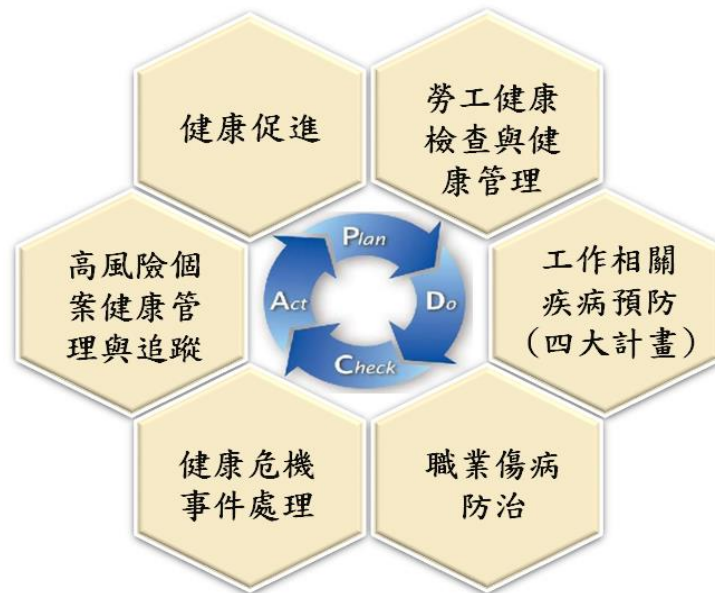 健康促進
勞工健康
檢查與健
康管理
高風險個
案健康管
理與追蹤
Plan
Act
Do
Check
工作相關
疾病預防
(四大計畫)
健康危機
事件處理
職業傷病
防治